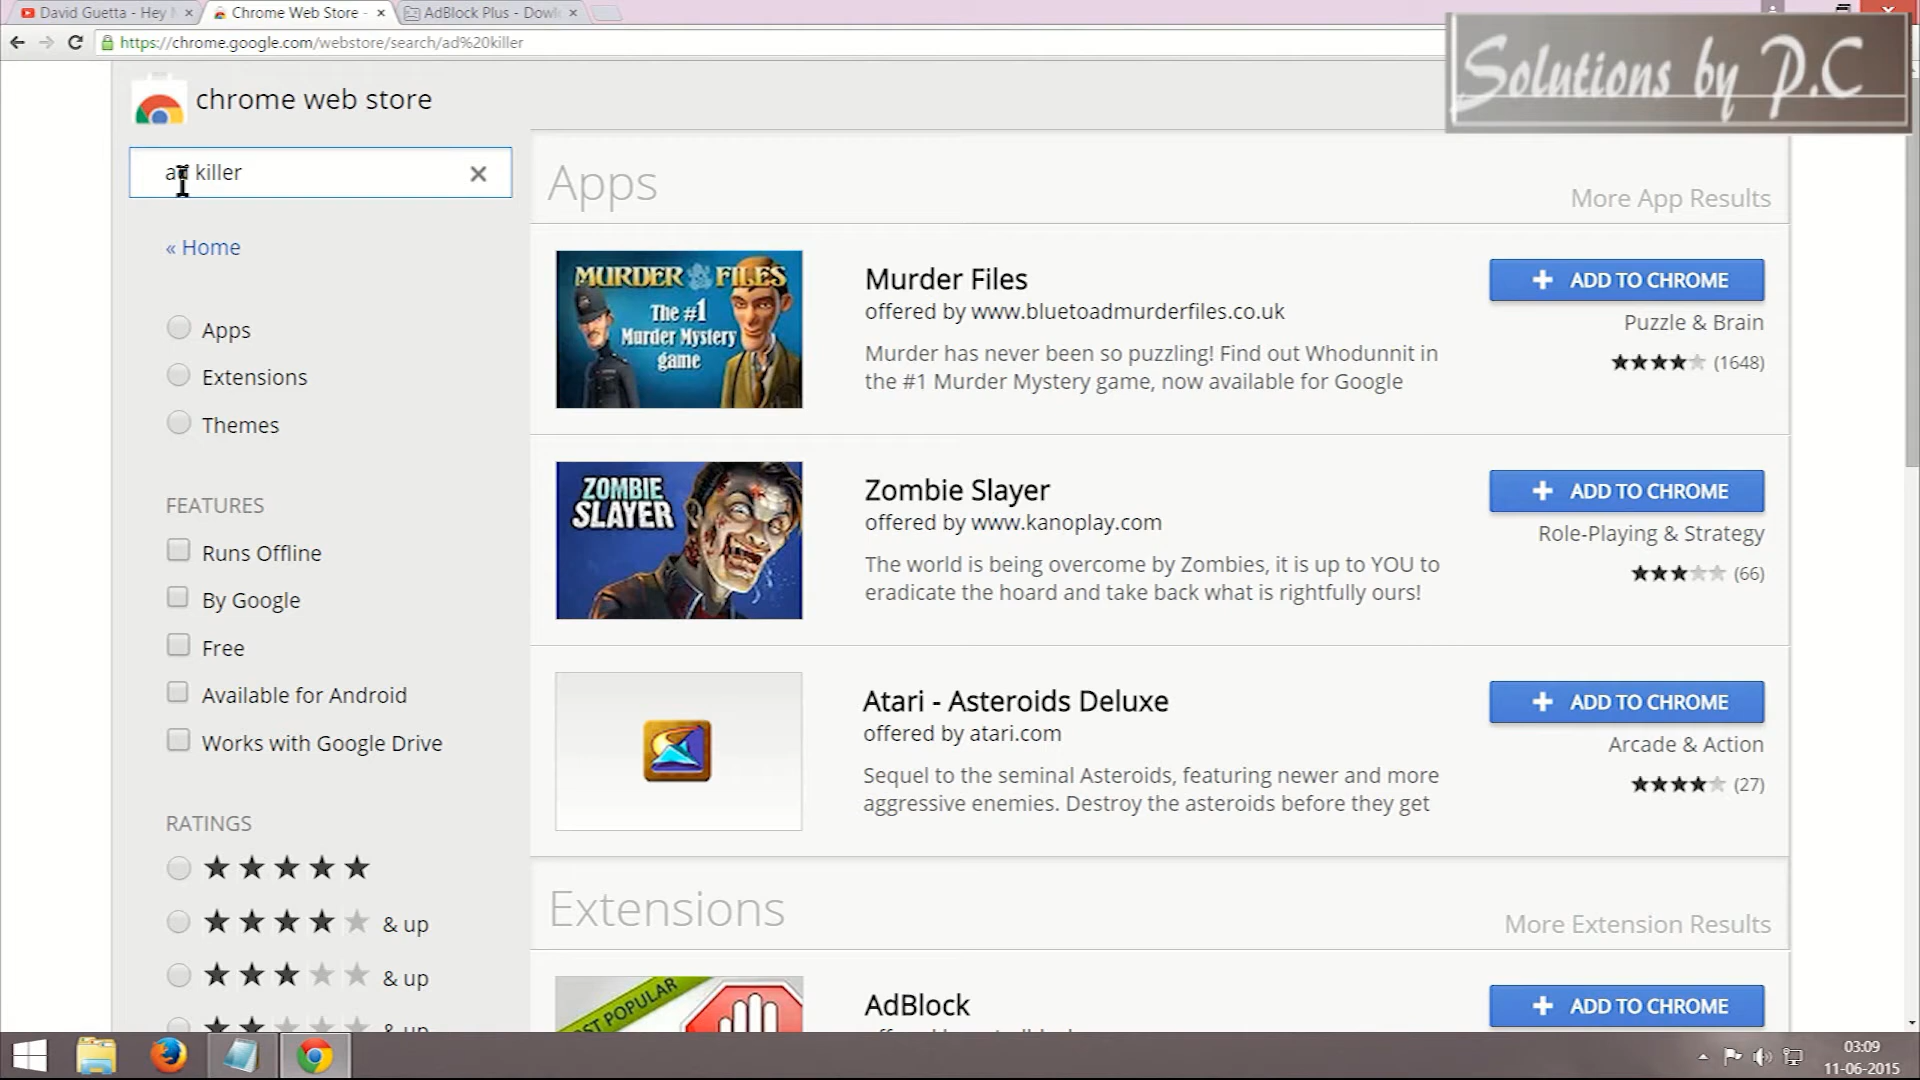 David Guetta - Hey
Chrome Web Store -
AdBlock Plus - Dow
https://chrome.google.com/webstore/search/ad%20killer
Solutions by P.C
chrome web store
ad killer
« Home
Apps
Extensions
Themes
FEATURES
Runs Offline
By Google
Free
Available for Android
Works with Google Drive
RATINGS
& up
& up
& up
Apps
More App Results
MURDER FILES
The #1
Murder Mystery
game
Murder Files
offered by www.bluetoadmurderfiles.co.uk
Murder has never been so puzzling! Find out Whodunnit in
the #1 Murder Mystery game, now available for Google
ADD TO CHROME
Puzzle & Brain
(1648)
ZOMBIE
SLAYER
Zombie Slayer
offered by www.kanoplay.com
The world is being overcome by Zombies, it is up to YOU to
eradicate the hoard and take back what is rightfully ours!
ADD TO CHROME
Role-Playing & Strategy
(66)
Atari - Asteroids Deluxe
offered by atari.com
Sequel to the seminal Asteroids, featuring newer and more
aggressive enemies. Destroy the asteroids before they get
ADD TO CHROME
Arcade & Action
(27)
Extensions
More Extension Results
POPULAR
AdBlock
ADD TO CHROME
03:09
11-06-2015